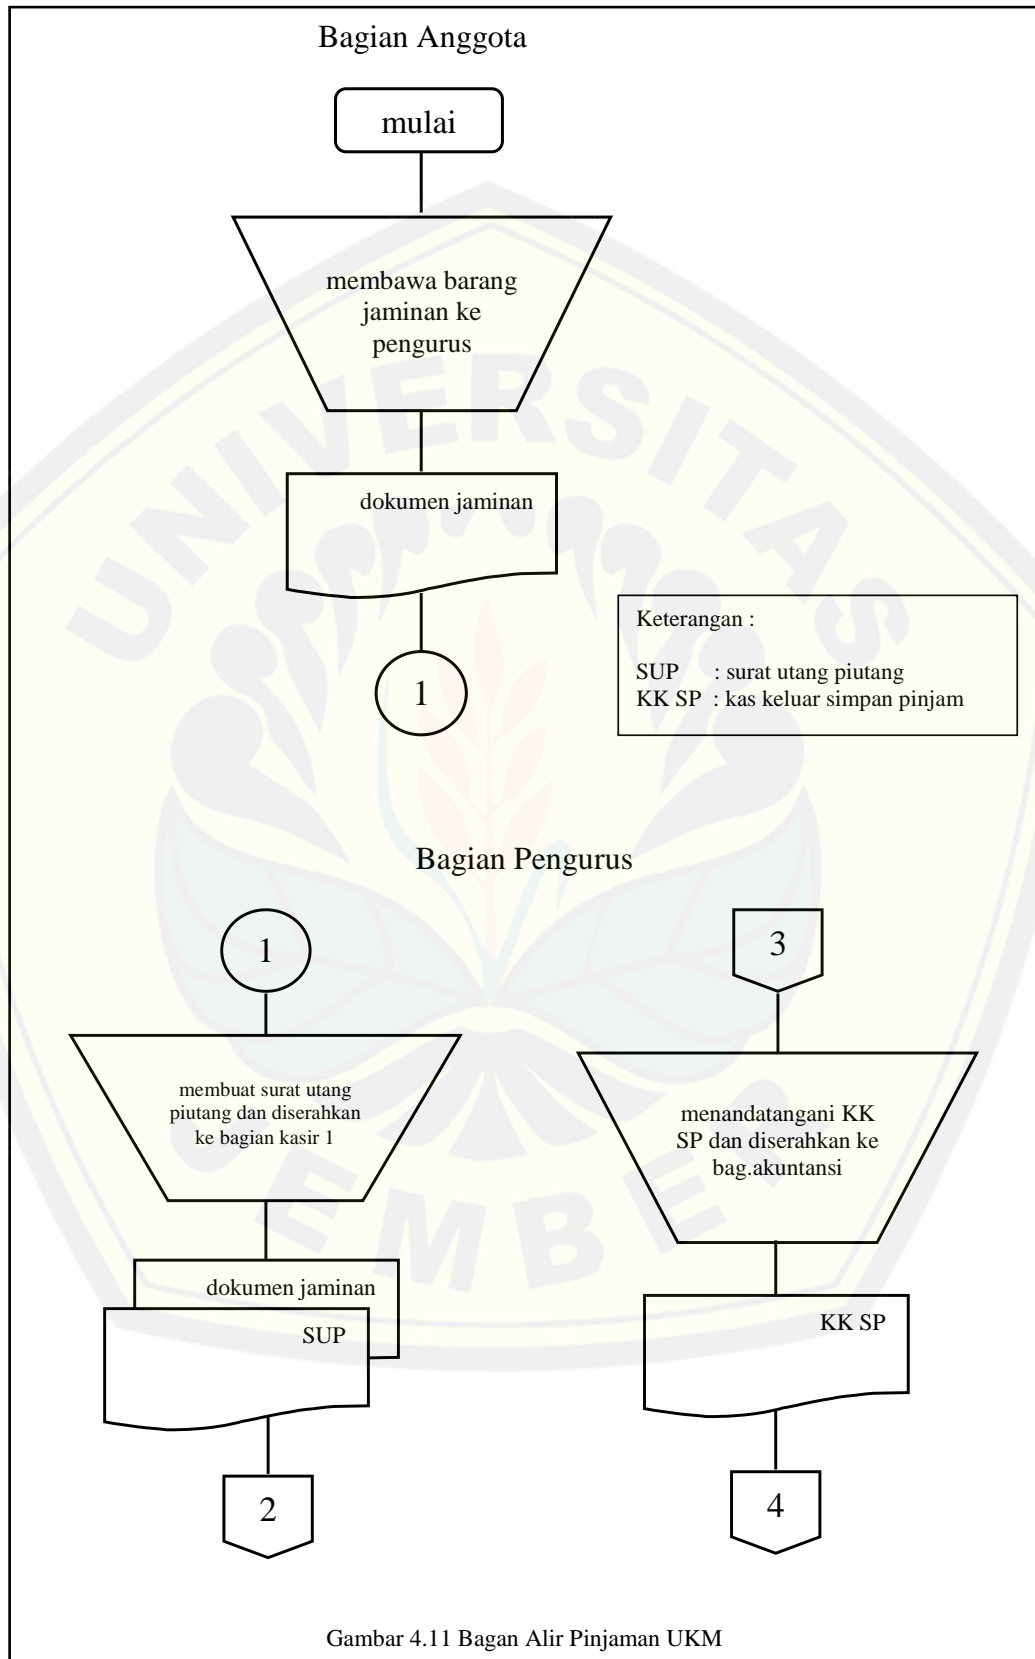 Bagian Anggota
mulai
membawa barang
jaminan ke
pengurus
dokumen jaminan
1
Keterangan :
SUP : surat utang piutang
KK SP : kas keluar simpan pinjam
Bagian Pengurus
1
membuat surat utang
piutang dan diserahkan
ke bagian kasir 1
dokumen jaminan
SUP
2
3
menandatangani KK
SP dan diserahkan ke
bag.akuntansi
KK SP
4
Gambar 4.11 Bagan Alir Pinjaman UKM
UNIVERSITAS
JEMBER